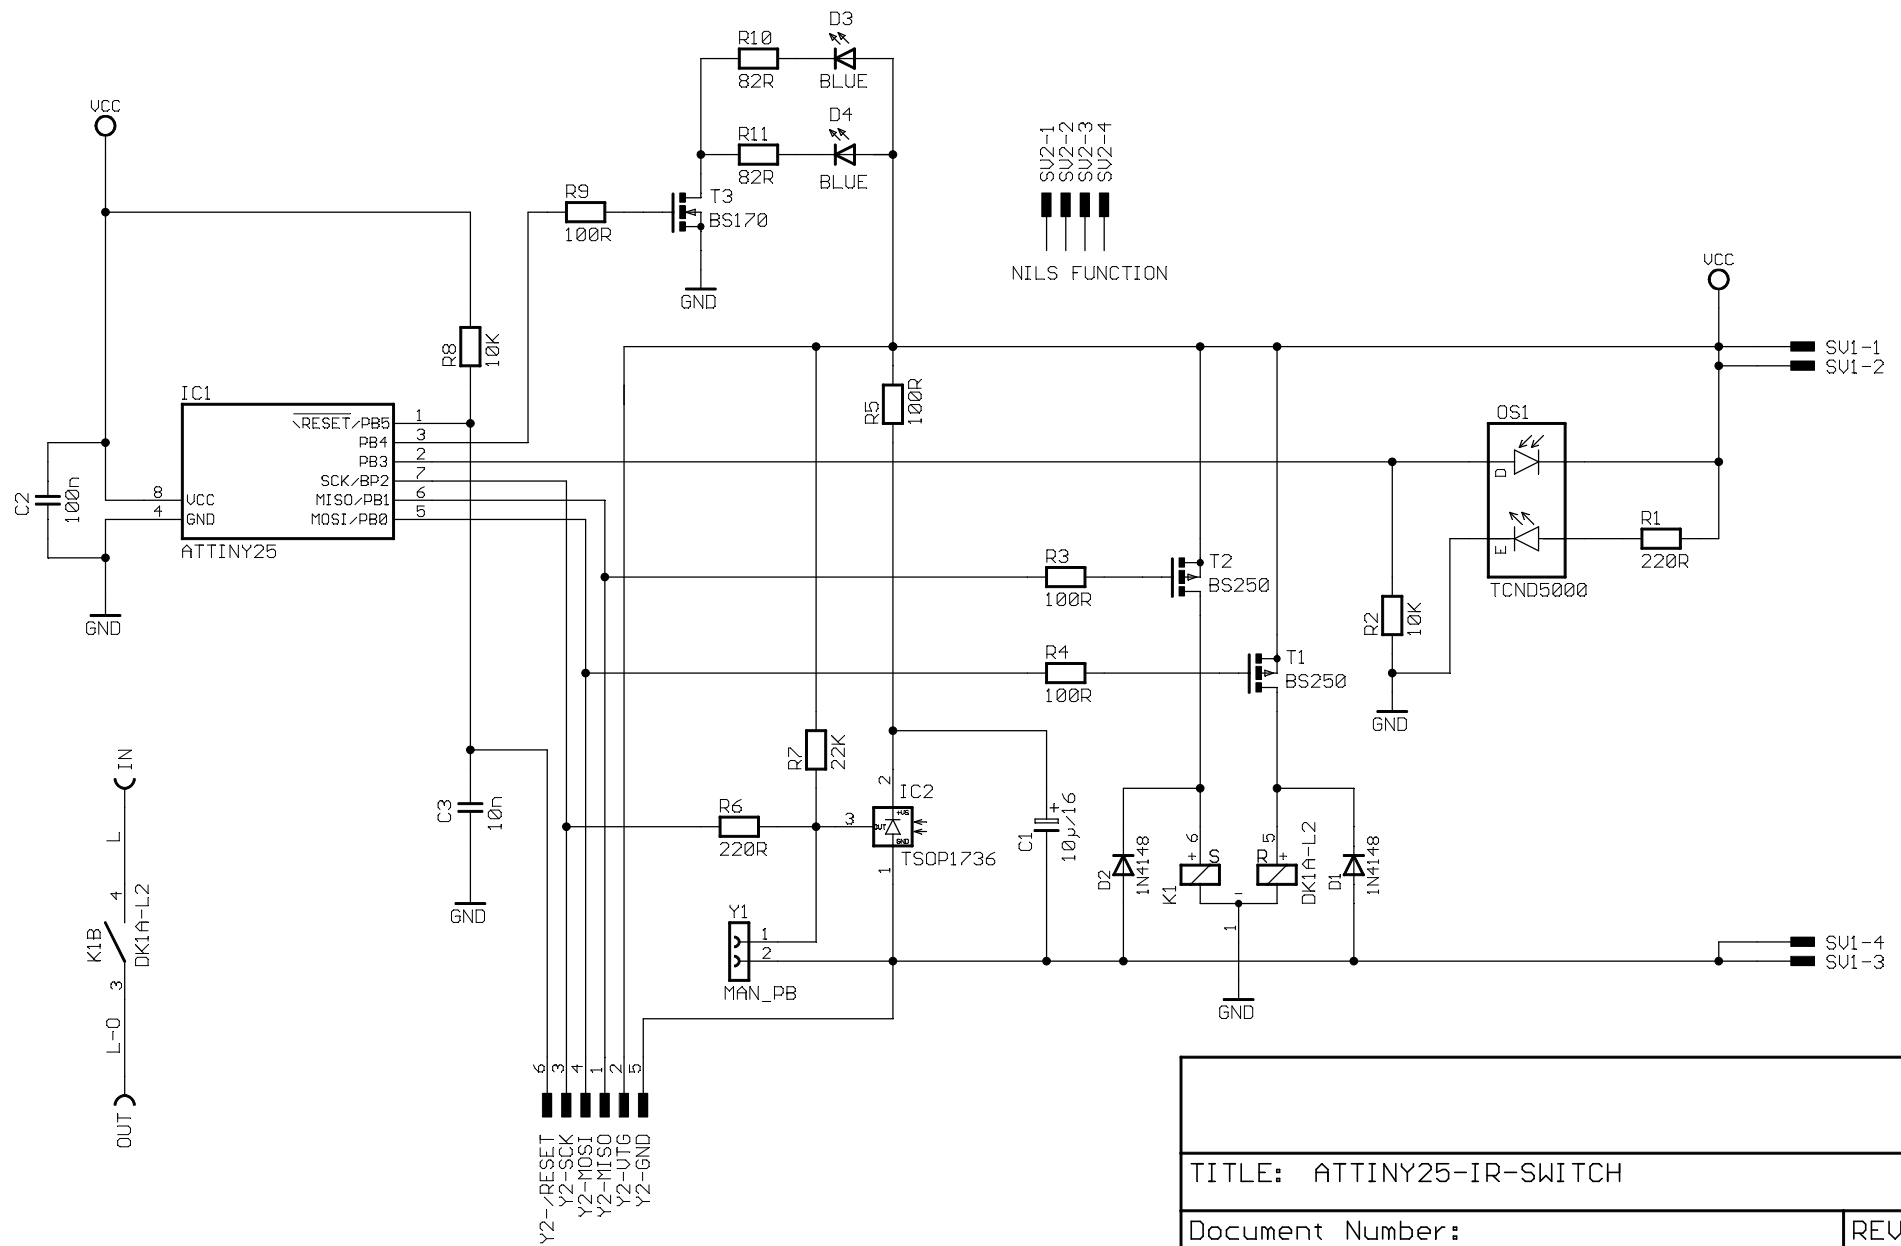 D3
R10
82R
BLUE
VCC
D4
R11
82R
BLUE
SV2-1
SV2-2
SV2-3
SV2-4
R9
100R
T3
BS170
GND
NILS FUNCTION
VCC
R8
10K
SV1-1
SV1-2
IC1
\RESET/PB5
1
PB4
3
PB3
2
SCK/BP2
7
MISO/PB1
6
MOSI/PB0
5
8
VCC
4
GND
ATTINY25
C2
100n
GND
R5
100R
OS1
D
E
TCND5000
R1
220R
R3
100R
T2
BS250
R2
10K
R4
100R
T1
BS250
GND
IN
L
4
K1B
DK1A-L2
3
L-O
OUT
C3
10n
GND
R7
22K
R6
220R
2
IC2
3
+VS
OUT
GND
TSOP1736
1
C1
+
10µ/16
D2
1N4148
6
+
S
K1
5
R
+
DK1A-L2
-
1
D1
1N4148
GND
Y1
1
2
MAN_PB
SV1-4
SV1-3
6
3
4
1
2
5
Y2-/RESET
Y2-SCK
Y2-MOSI
Y2-MISO
Y2-VTG
Y2-GND
TITLE: ATTINY25-IR-SWITCH
Document Number:
REV